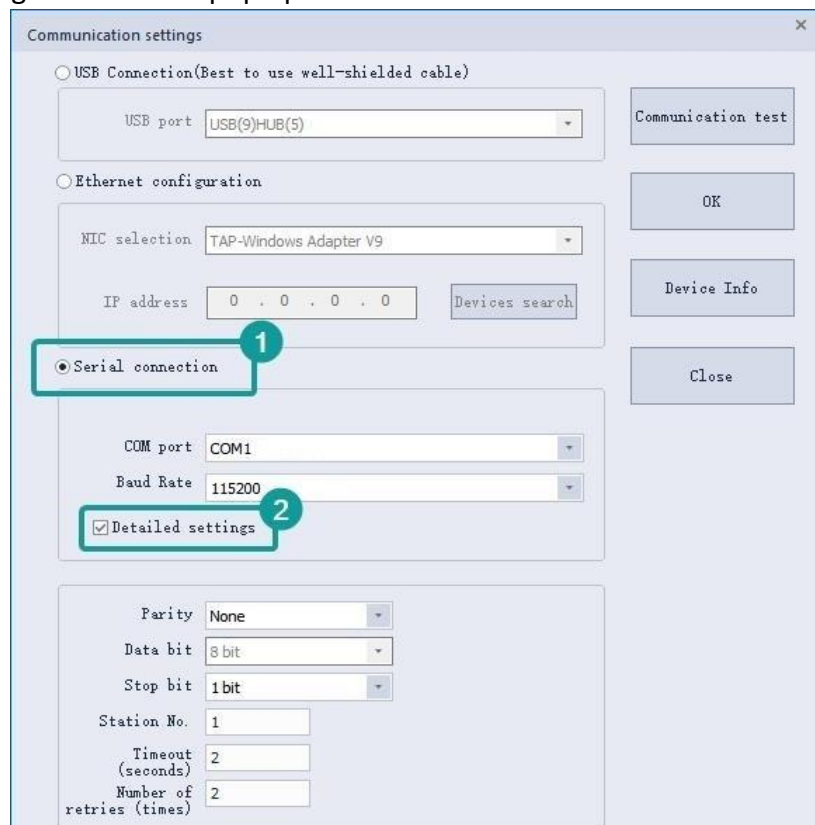 Communication settings
×
USB Connection(Best to use well-shielded cable)
USB port USB(9)HUB(5)
Communication test
Ethernet configuration
OK
NIC selection TAP-Windows Adapter V9
IP address 0 . 0 . 0 . 0 Devices search
Device Info
1
Serial connection
Close
COM port COM1
Baud Rate 115200
2
Detailed settings
Parity None
Data bit 8 bit
Stop bit 1 bit
Station No. 1
Timeout
(seconds) 2
Number of
retries (times) 2